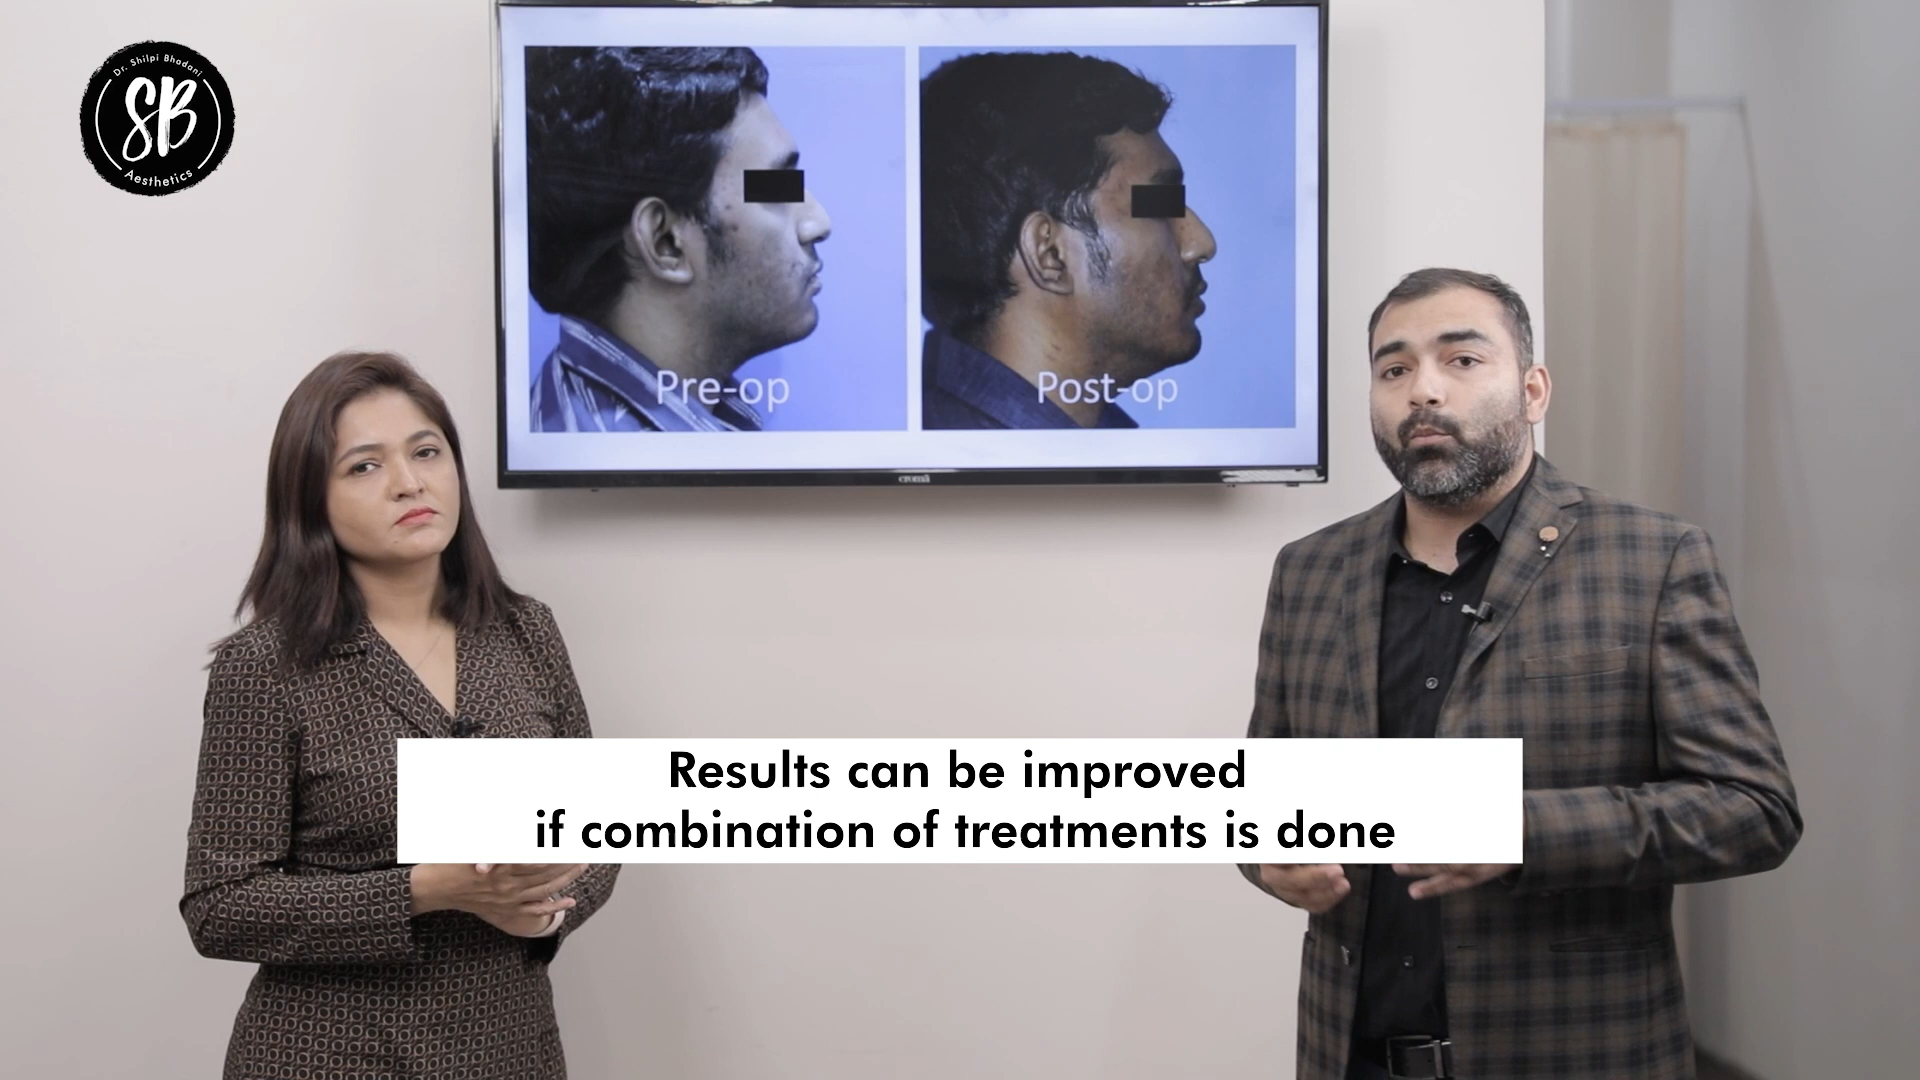 Dr. Shilpi Bhadani
SB
Aesthetics
Pre-op
Post-op
croma
Results can be improved
if combination of treatments is done